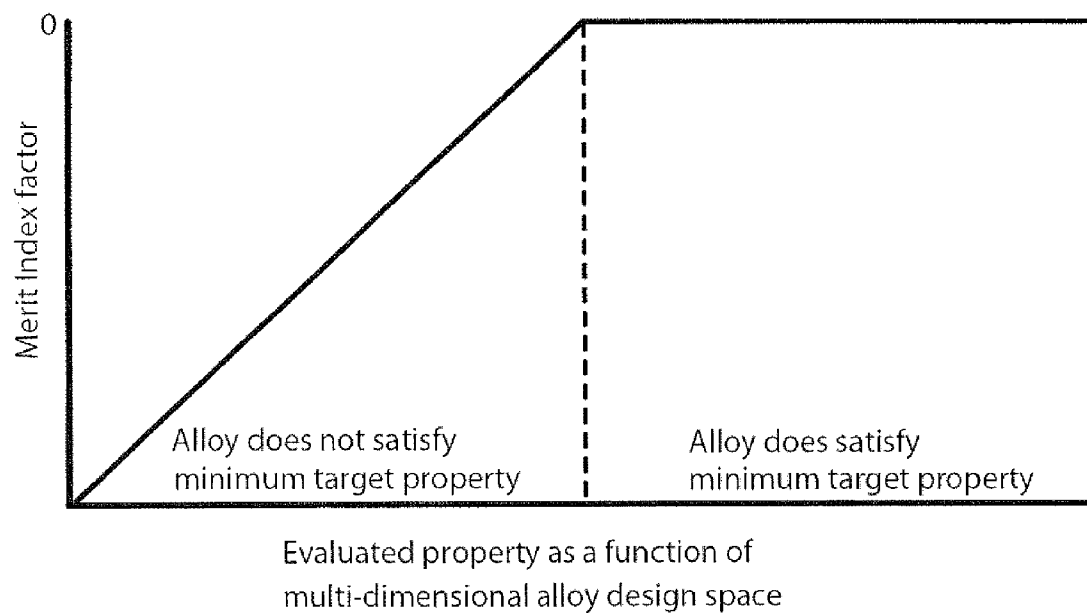 0
Merit Index factor
Alloy does not satisfy
minimum target property
Alloy does satisfy
minimum target property
Evaluated property as a function of
multi-dimensional alloy design space